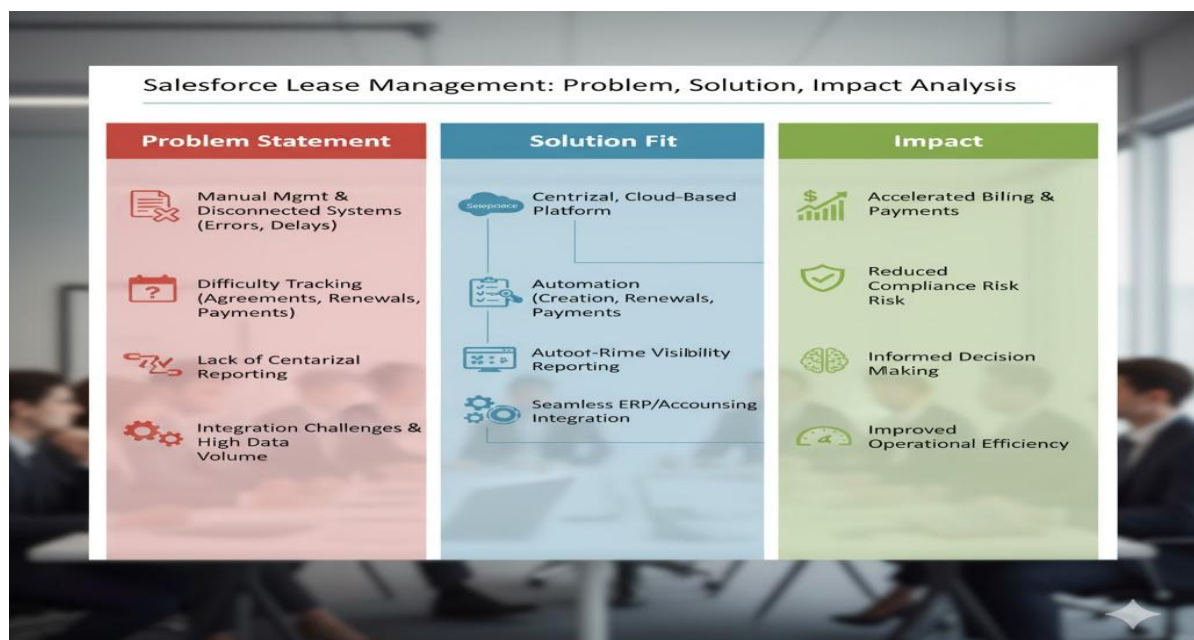 Salesforce Lease Management: Problem, Solution, Impact Analysis
Problem Statement
Manual Mgmt &
Disconnected Systems
(Errors, Delays)
Difficulty Tracking
(Agreements, Renewals,
Payments)
Lack of Centarizal
Reporting
Integration Challenges &
High Data
Volume
Solution Fit
Centrizal, Cloud-Based
Platform
Automation
(Creation, Renewals,
Payments
Autoot-Rime Visibility
Reporting
Seamless ERP/Accounsing
Integration
Impact
$
Accelerated Biling &
Payments
Reduced
Compliance Risk
Risk
Informed Decision
Making
Improved
Operational Efficiency